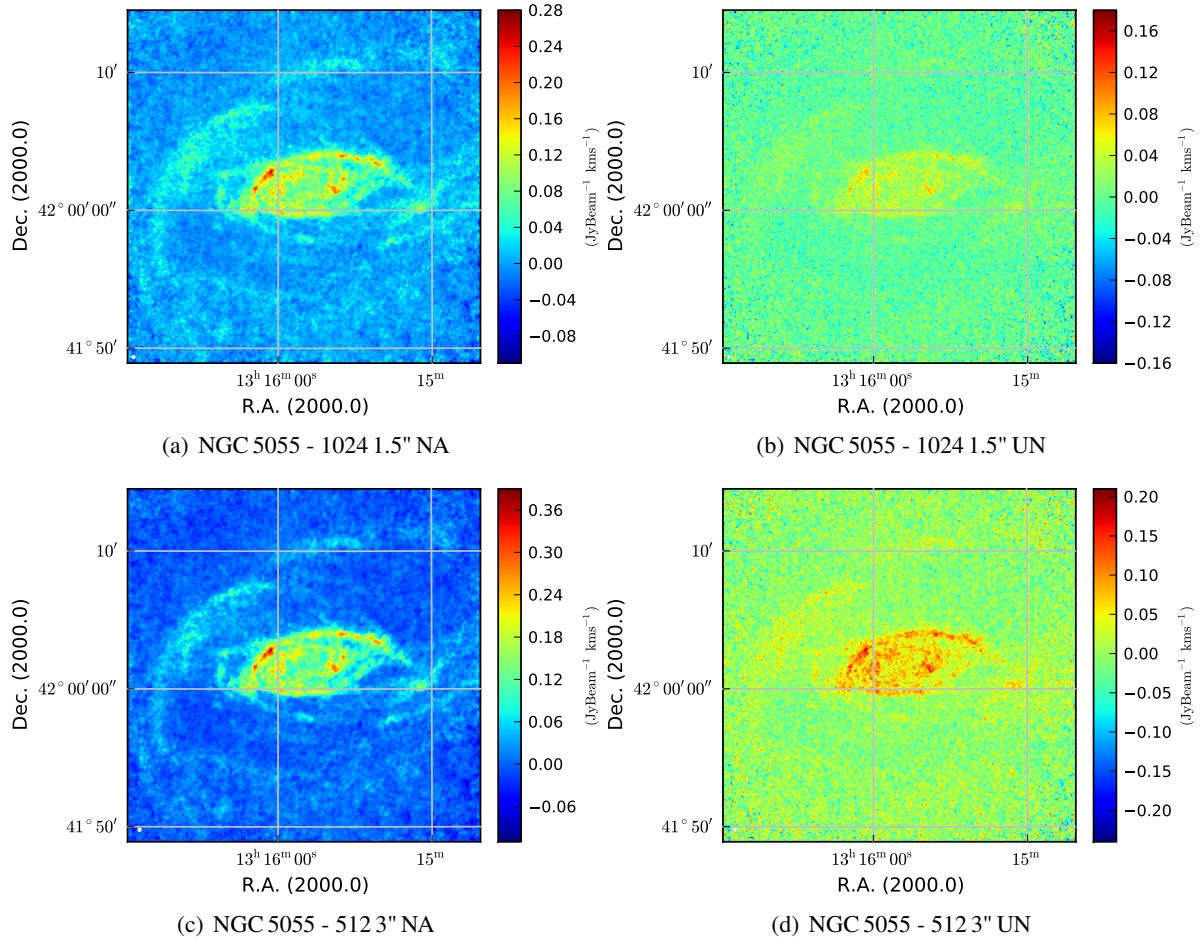 0.28
0.24
0.20
0.16
0.12
0.08
0.04
0.00
−0.04
−0.08
(JyBeam⁻¹ kms⁻¹)
10′
42° 00′ 00″
41° 50′
Dec. (2000.0)
13ʰ 16ᵐ 00ˢ
15ᵐ
R.A. (2000.0)
(a) NGC 5055 - 1024 1.5" NA
0.16
0.12
0.08
0.04
0.00
−0.04
−0.08
−0.12
−0.16
(JyBeam⁻¹ kms⁻¹)
10′
42° 00′ 00″
41° 50′
Dec. (2000.0)
13ʰ 16ᵐ 00ˢ
15ᵐ
R.A. (2000.0)
(b) NGC 5055 - 1024 1.5" UN
0.36
0.30
0.24
0.18
0.12
0.06
0.00
−0.06
(JyBeam⁻¹ kms⁻¹)
10′
42° 00′ 00″
41° 50′
Dec. (2000.0)
13ʰ 16ᵐ 00ˢ
15ᵐ
R.A. (2000.0)
(c) NGC 5055 - 512 3" NA
0.20
0.15
0.10
0.05
0.00
−0.05
−0.10
−0.15
−0.20
(JyBeam⁻¹ kms⁻¹)
10′
42° 00′ 00″
41° 50′
Dec. (2000.0)
13ʰ 16ᵐ 00ˢ
15ᵐ
R.A. (2000.0)
(d) NGC 5055 - 512 3" UN